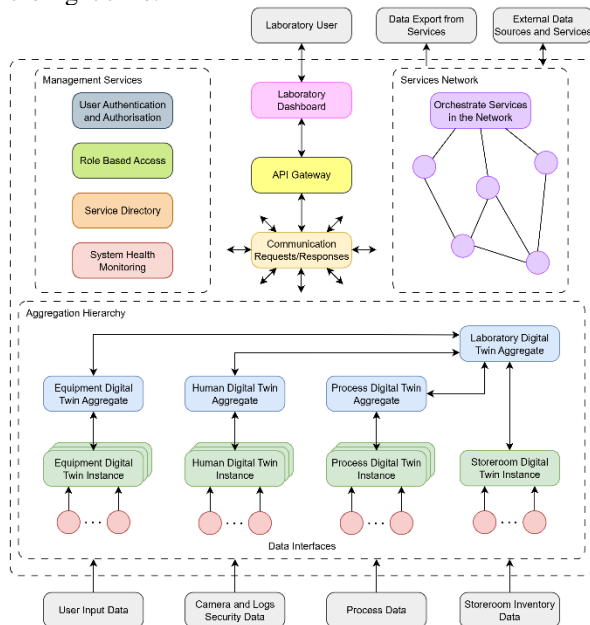 Laboratory User
Data Export from
Services
External Data
Sources and Services
Management Services
User Authentication
and Authorisation
Role Based Access
Service Directory
System Health
Monitoring
Laboratory
Dashboard
API Gateway
Communication
Requests/Responses
Services Network
Orchestrate Services
in the Network
Aggregation Hierarchy
Laboratory Digital
Twin Aggregate
Equipment Digital
Twin Aggregate
Human Digital Twin
Aggregate
Process Digital Twin
Aggregate
Equipment Digital
Twin Instance
Human Digital Twin
Instance
Process Digital Twin
Instance
Storeroom Digital
Twin Instance
...
...
...
...
Data Interfaces
User Input Data
Camera and Logs
Security Data
Process Data
Storeroom Inventory
Data